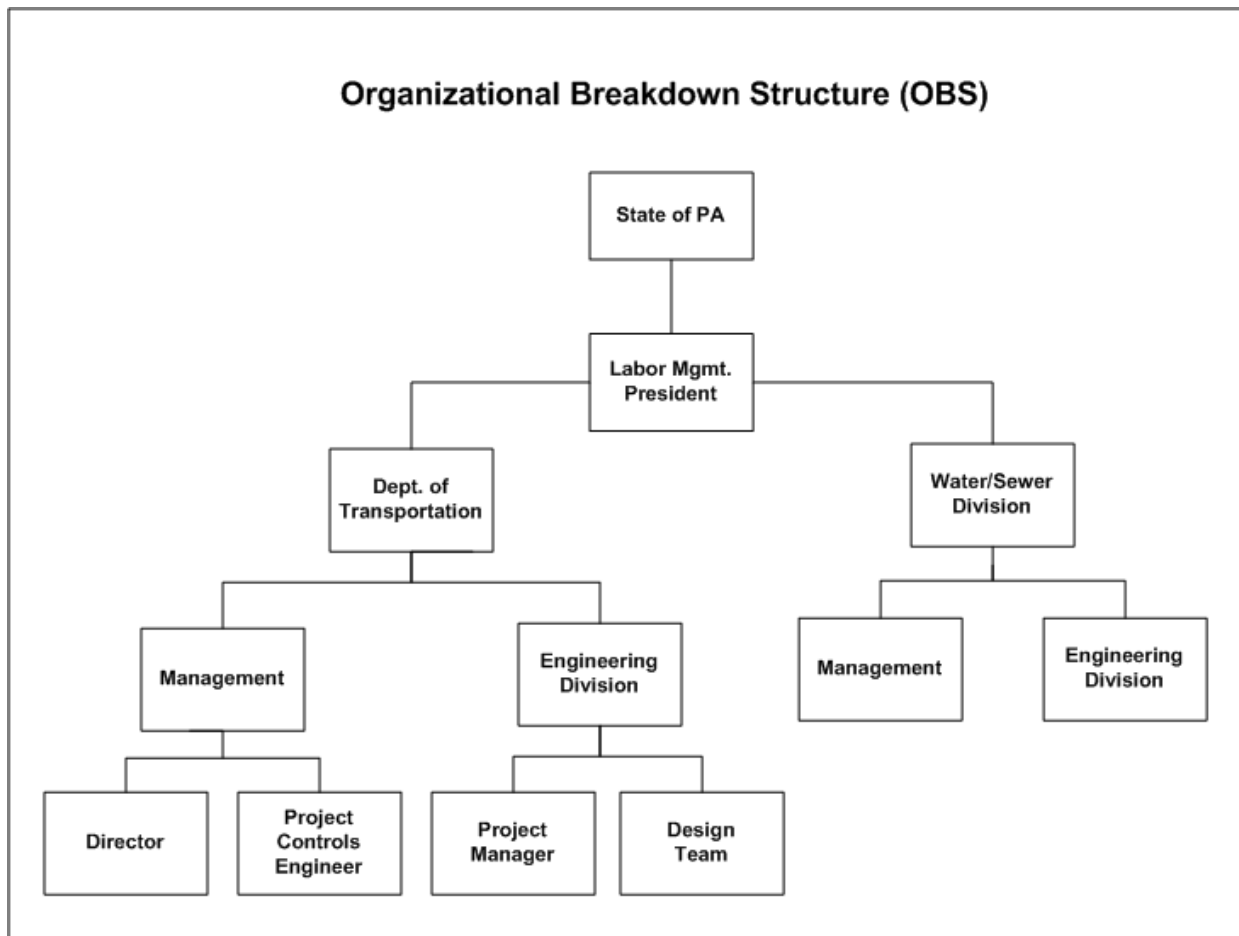 Organizational Breakdown Structure (OBS)
State of PA
Labor Mgmt.
President
Dept. of
Transportation
Water/Sewer
Division
Management
Engineering
Division
Management
Engineering
Division
Director
Project
Controls
Engineer
Project
Manager
Design
Team